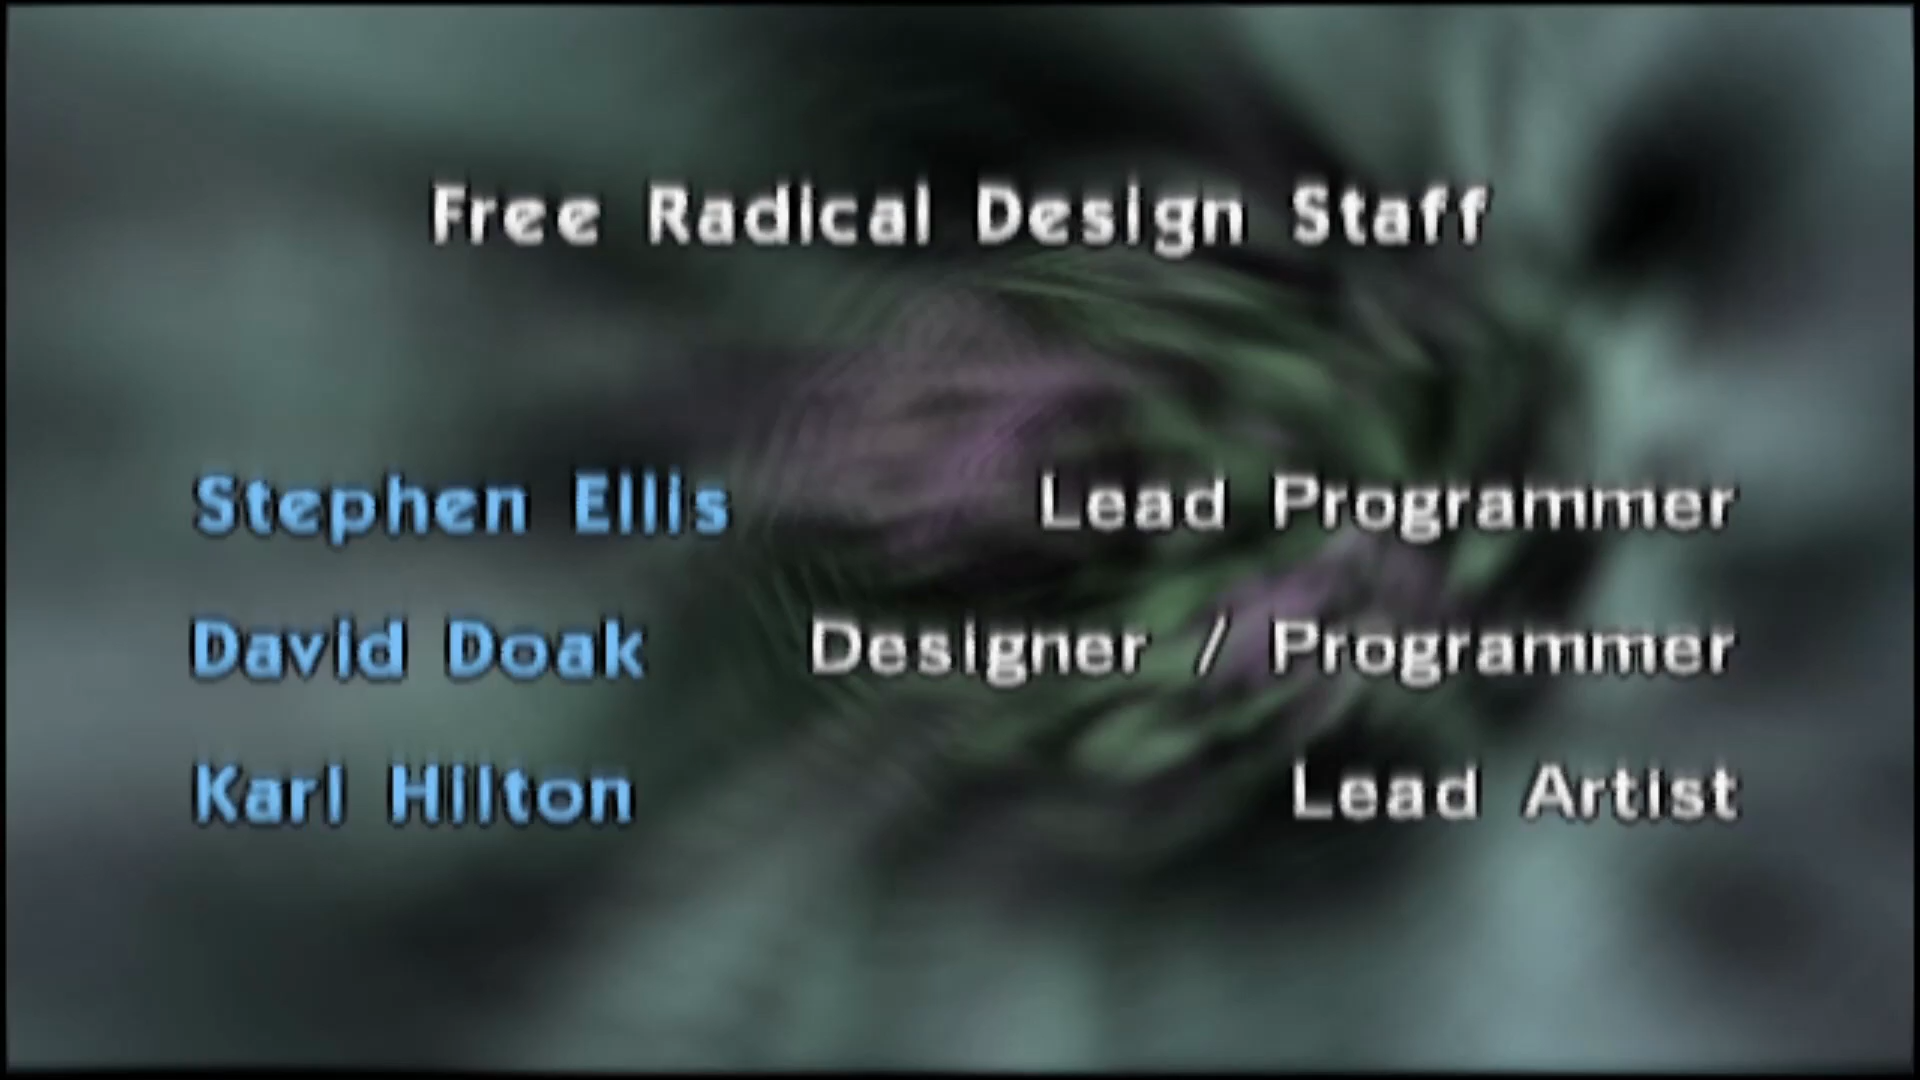 Free Radical Design Staff
Stephen Ellis Lead Programmer
David Doak Designer / Programmer
Karl Hilton Lead Artist